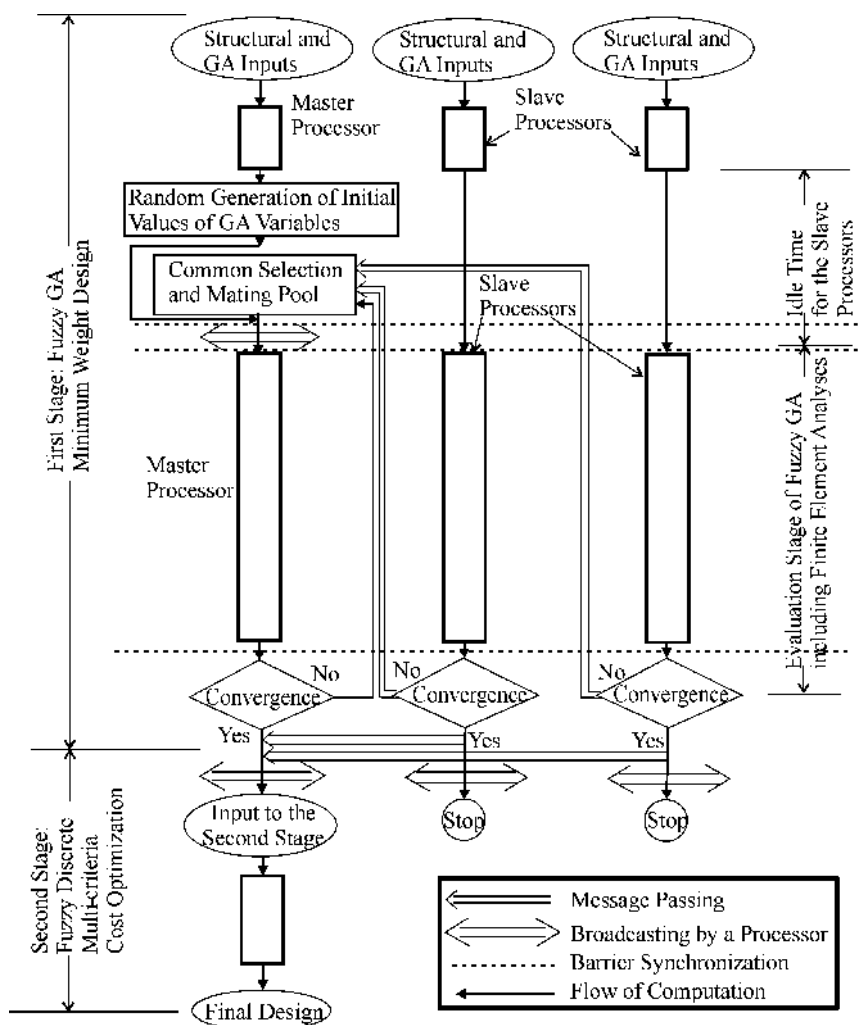 Structural and
GA Inputs
Structural and
GA Inputs
Structural and
GA Inputs
Master
Processor
Slave
Processors
Random Generation of Initial
Values of GA Variables
Common Selection
and Mating Pool
Slave
Processors
Idle Time
for the Slave
Processors
First Stage: Fuzzy GA
Minimum Weight Design
Master
Processor
Evaluation Stage of Fuzzy GA
including Finite Element Analyses
No
No
No
Convergence
Convergence
Convergence
Yes
Yes
Yes
Input to the
Second Stage
Stop
Stop
Second Stage:
Fuzzy Discrete
Multi-criteria
Cost Optimization
Final Design
Message Passing
Broadcasting by a Processor
Barrier Synchronization
Flow of Computation